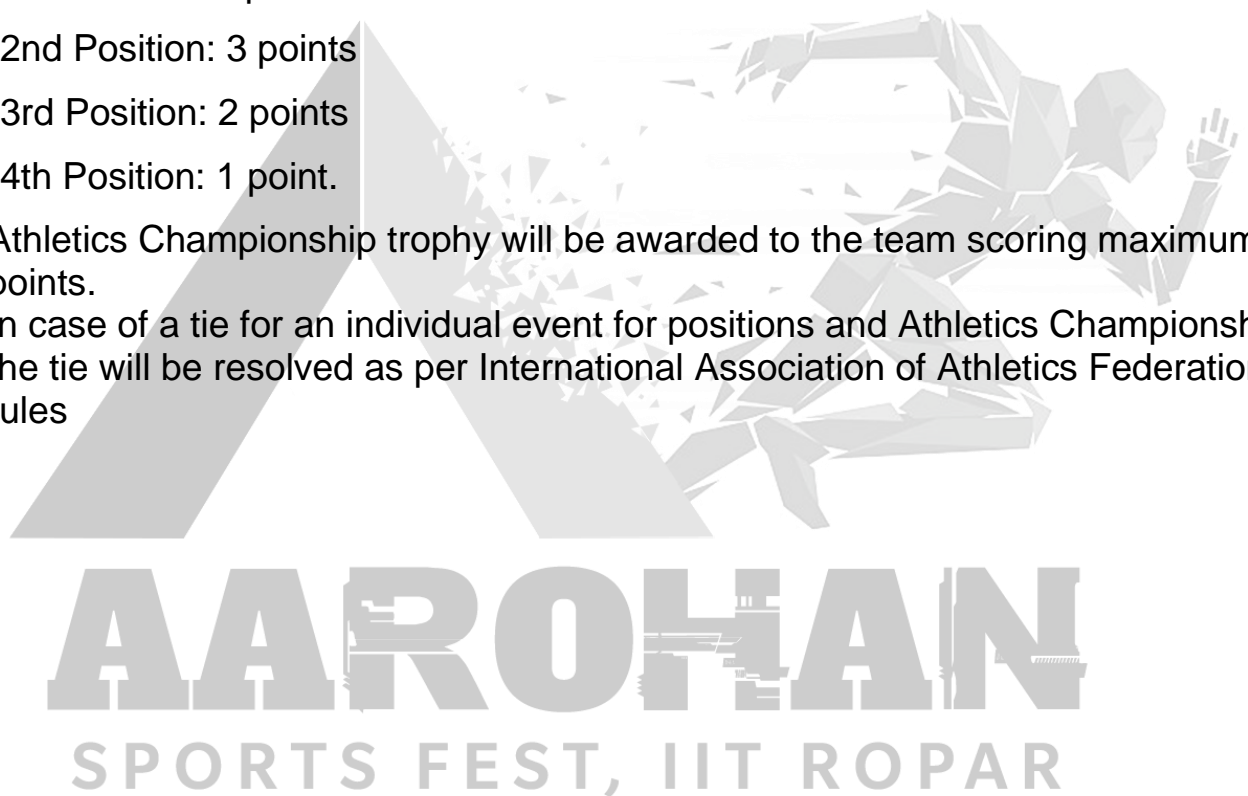 2nd Position: 3 points
3rd Position: 2 points
4th Position: 1 point.
Athletics Championship trophy will be awarded to the team scoring maximum
points.
n case of a tie for an individual event for positions and Athletics Championsh
he tie will be resolved as per International Association of Athletics Federation
ules
AAROHAN
SPORTS FEST, IIT ROPAR